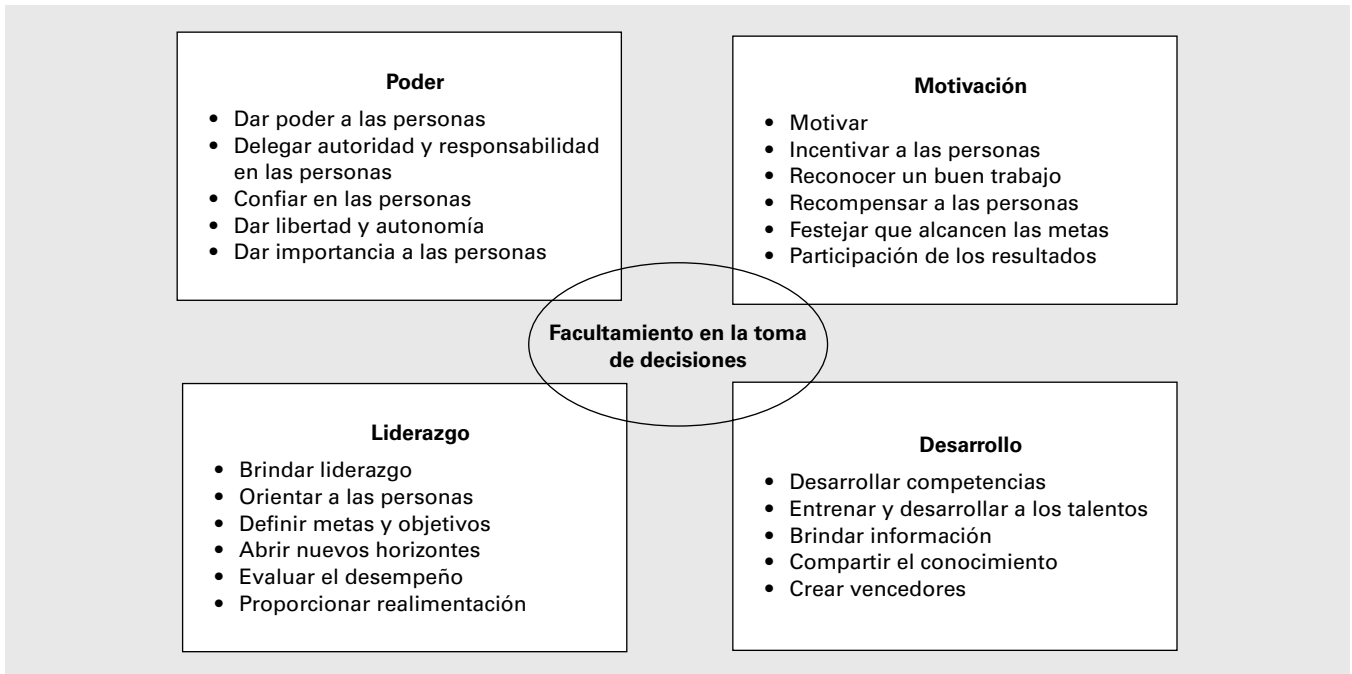 Poder
• Dar poder a las personas
• Delegar autoridad y responsabilidad
en las personas
• Confiar en las personas
• Dar libertad y autonomía
• Dar importancia a las personas
Motivación
• Motivar
• Incentivar a las personas
• Reconocer un buen trabajo
• Recompensar a las personas
• Festejar que alcancen las metas
• Participación de los resultados
Facultamiento en la toma
de decisiones
Liderazgo
• Brindar liderazgo
• Orientar a las personas
• Definir metas y objetivos
• Abrir nuevos horizontes
• Evaluar el desempeño
• Proporcionar realimentación
Desarrollo
• Desarrollar competencias
• Entrenar y desarrollar a los talentos
• Brindar información
• Compartir el conocimiento
• Crear vencedores